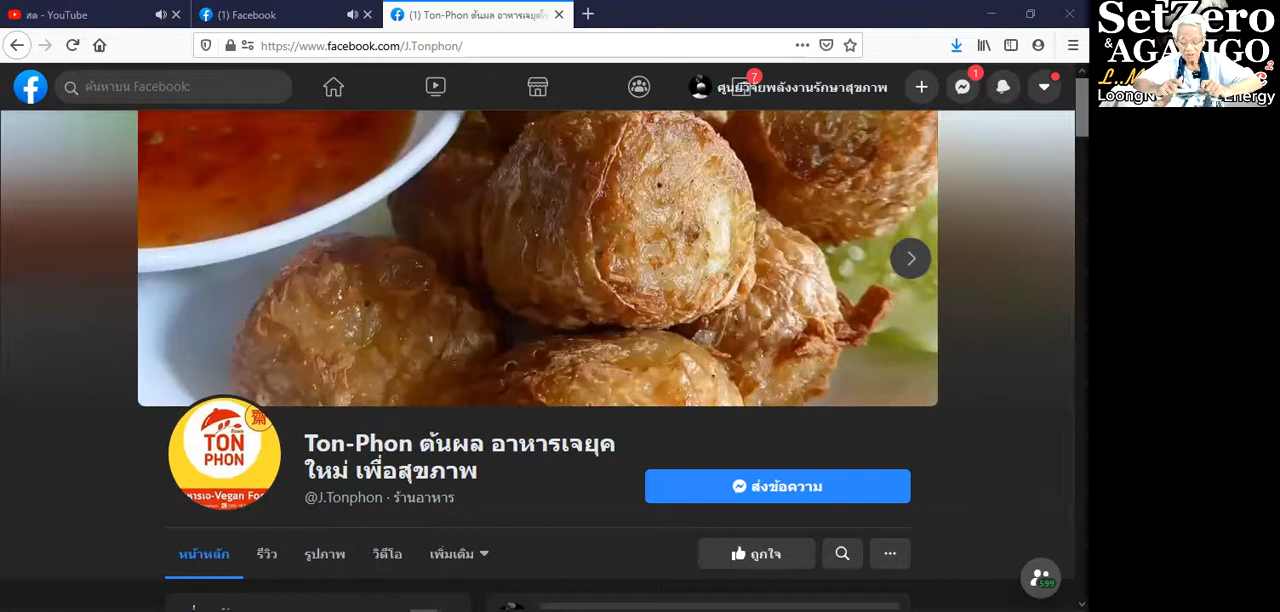 สด - YouTube
(1) Facebook
(1) Ton-Phon ต้นผล อาหารเจยุคใ
https://www.facebook.com/J.Tonphon/
ค้นหาบน Facebook
7
ศูนย์วิจัยพลังงานรักษาสุขภาพ
1
SetZero
&
LoongN
Energy
齋
TON
PHON
Ton-Phon ต้นผล อาหารเจยุค
ใหม่ เพื่อสุขภาพ
@J.Tonphon · ร้านอาหาร
ส่งข้อความ
หน้าหลัก
รีวิว
รูปภาพ
วิดีโอ
เพิ่มเติม
ถูกใจ
599